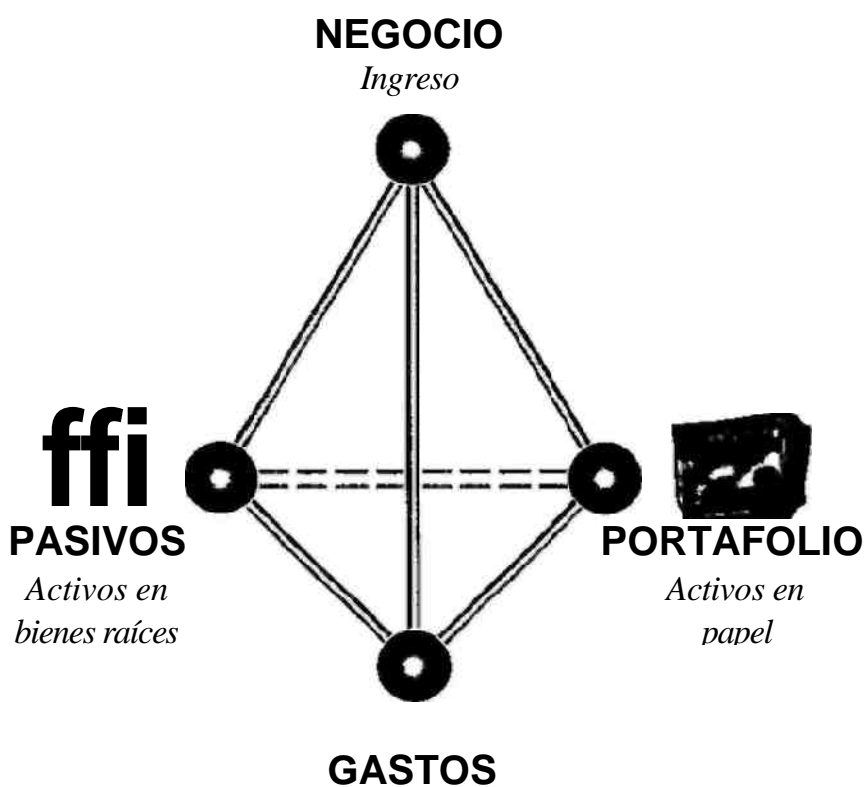 NEGOCIO
Ingreso
ffi
PASIVOS
Activos en
bienes raíces
PORTAFOLIO
Activos en
papel
GASTOS